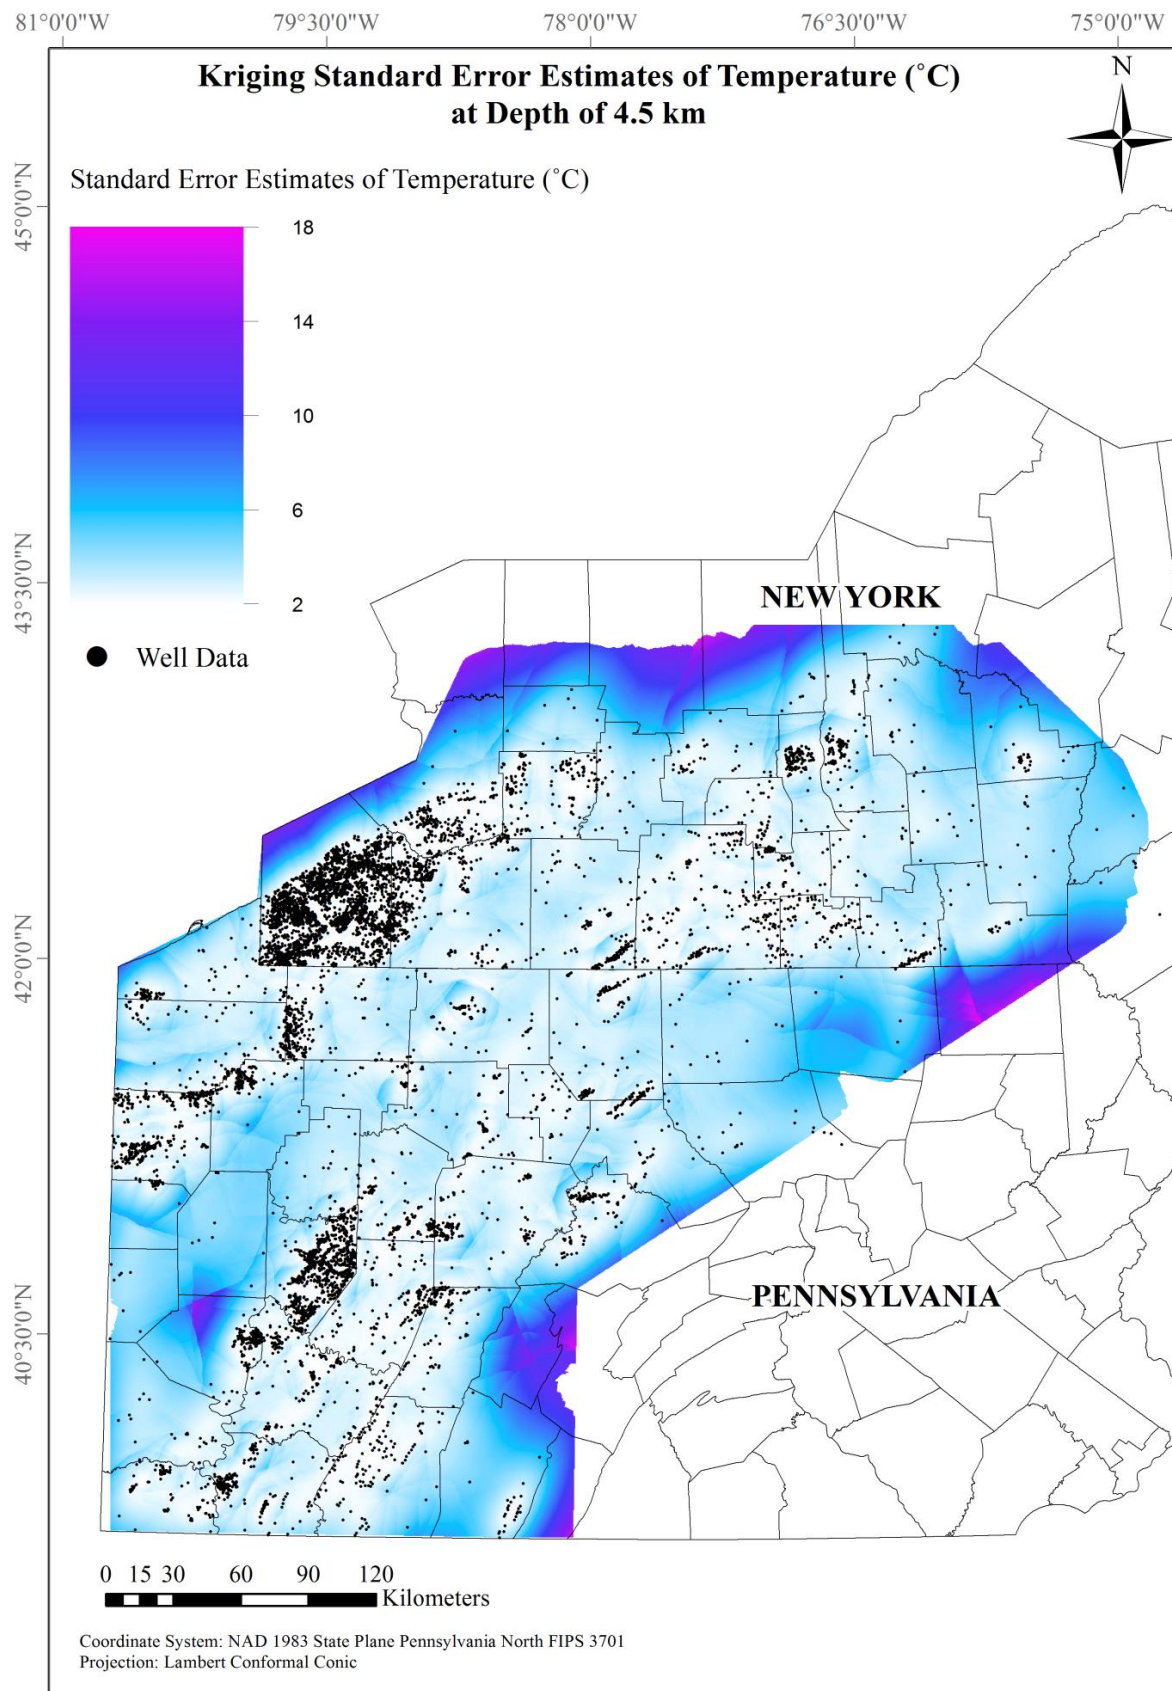 81°0'0"W 79°30'0"W 78°0'0"W 76°30'0"W 75°0'0"W
Kriging Standard Error Estimates of Temperature (˚C)
at Depth of 4.5 km
N
Standard Error Estimates of Temperature (˚C)
18
14
10
6
2
Well Data
45°0'0"N
43°30'0"N
42°0'0"N
40°30'0"N
NEW YORK
PENNSYLVANIA
0 15 30 60 90 120
Kilometers
Coordinate System: NAD 1983 State Plane Pennsylvania North FIPS 3701
Projection: Lambert Conformal Conic